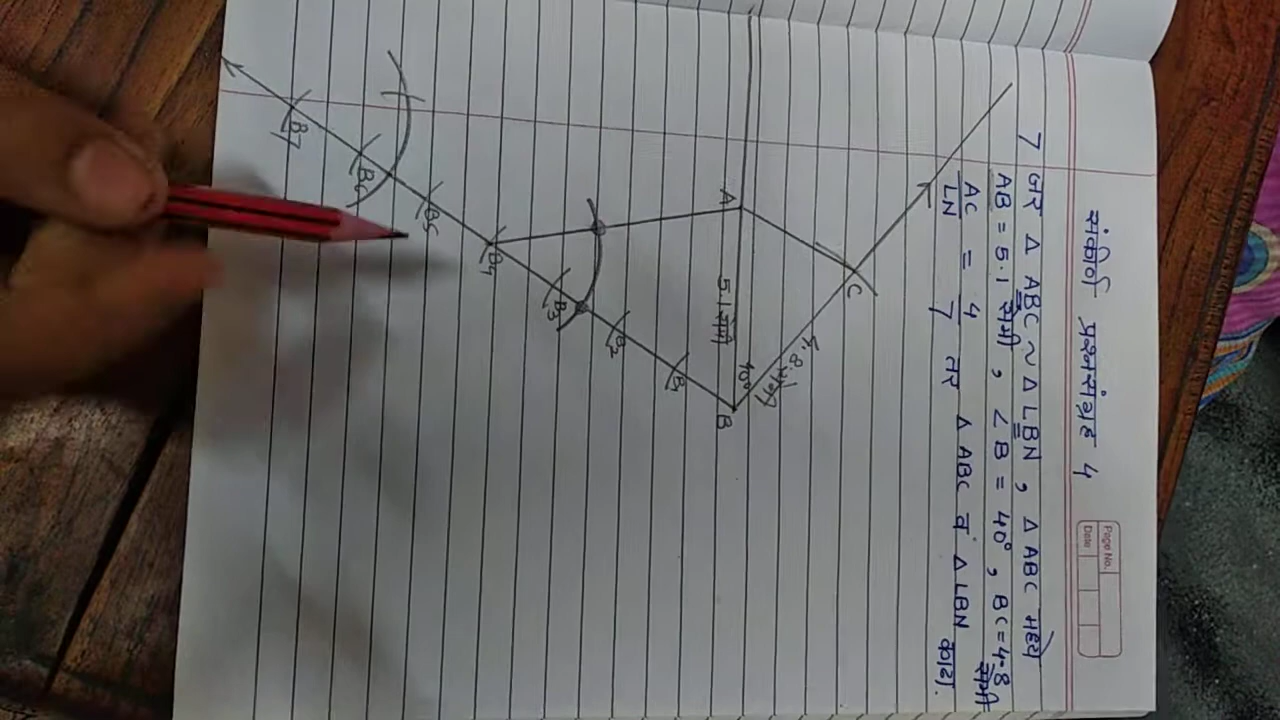 Page No.
Date
संकीर्ण प्रश्नसंग्रह 4
7 जर △ ABC ~ △ LBN , △ ABC मध्ये
AB = 5.1 सेमी , ∠B = 40° , BC = 4.8 सेमी
AC/LN = 4/7 तर △ ABC व △ LBN काढा.
A
C
B
5.1 सेमी
4.8 सेमी
40°
B1
B2
B3
B4
B5
B6
B7